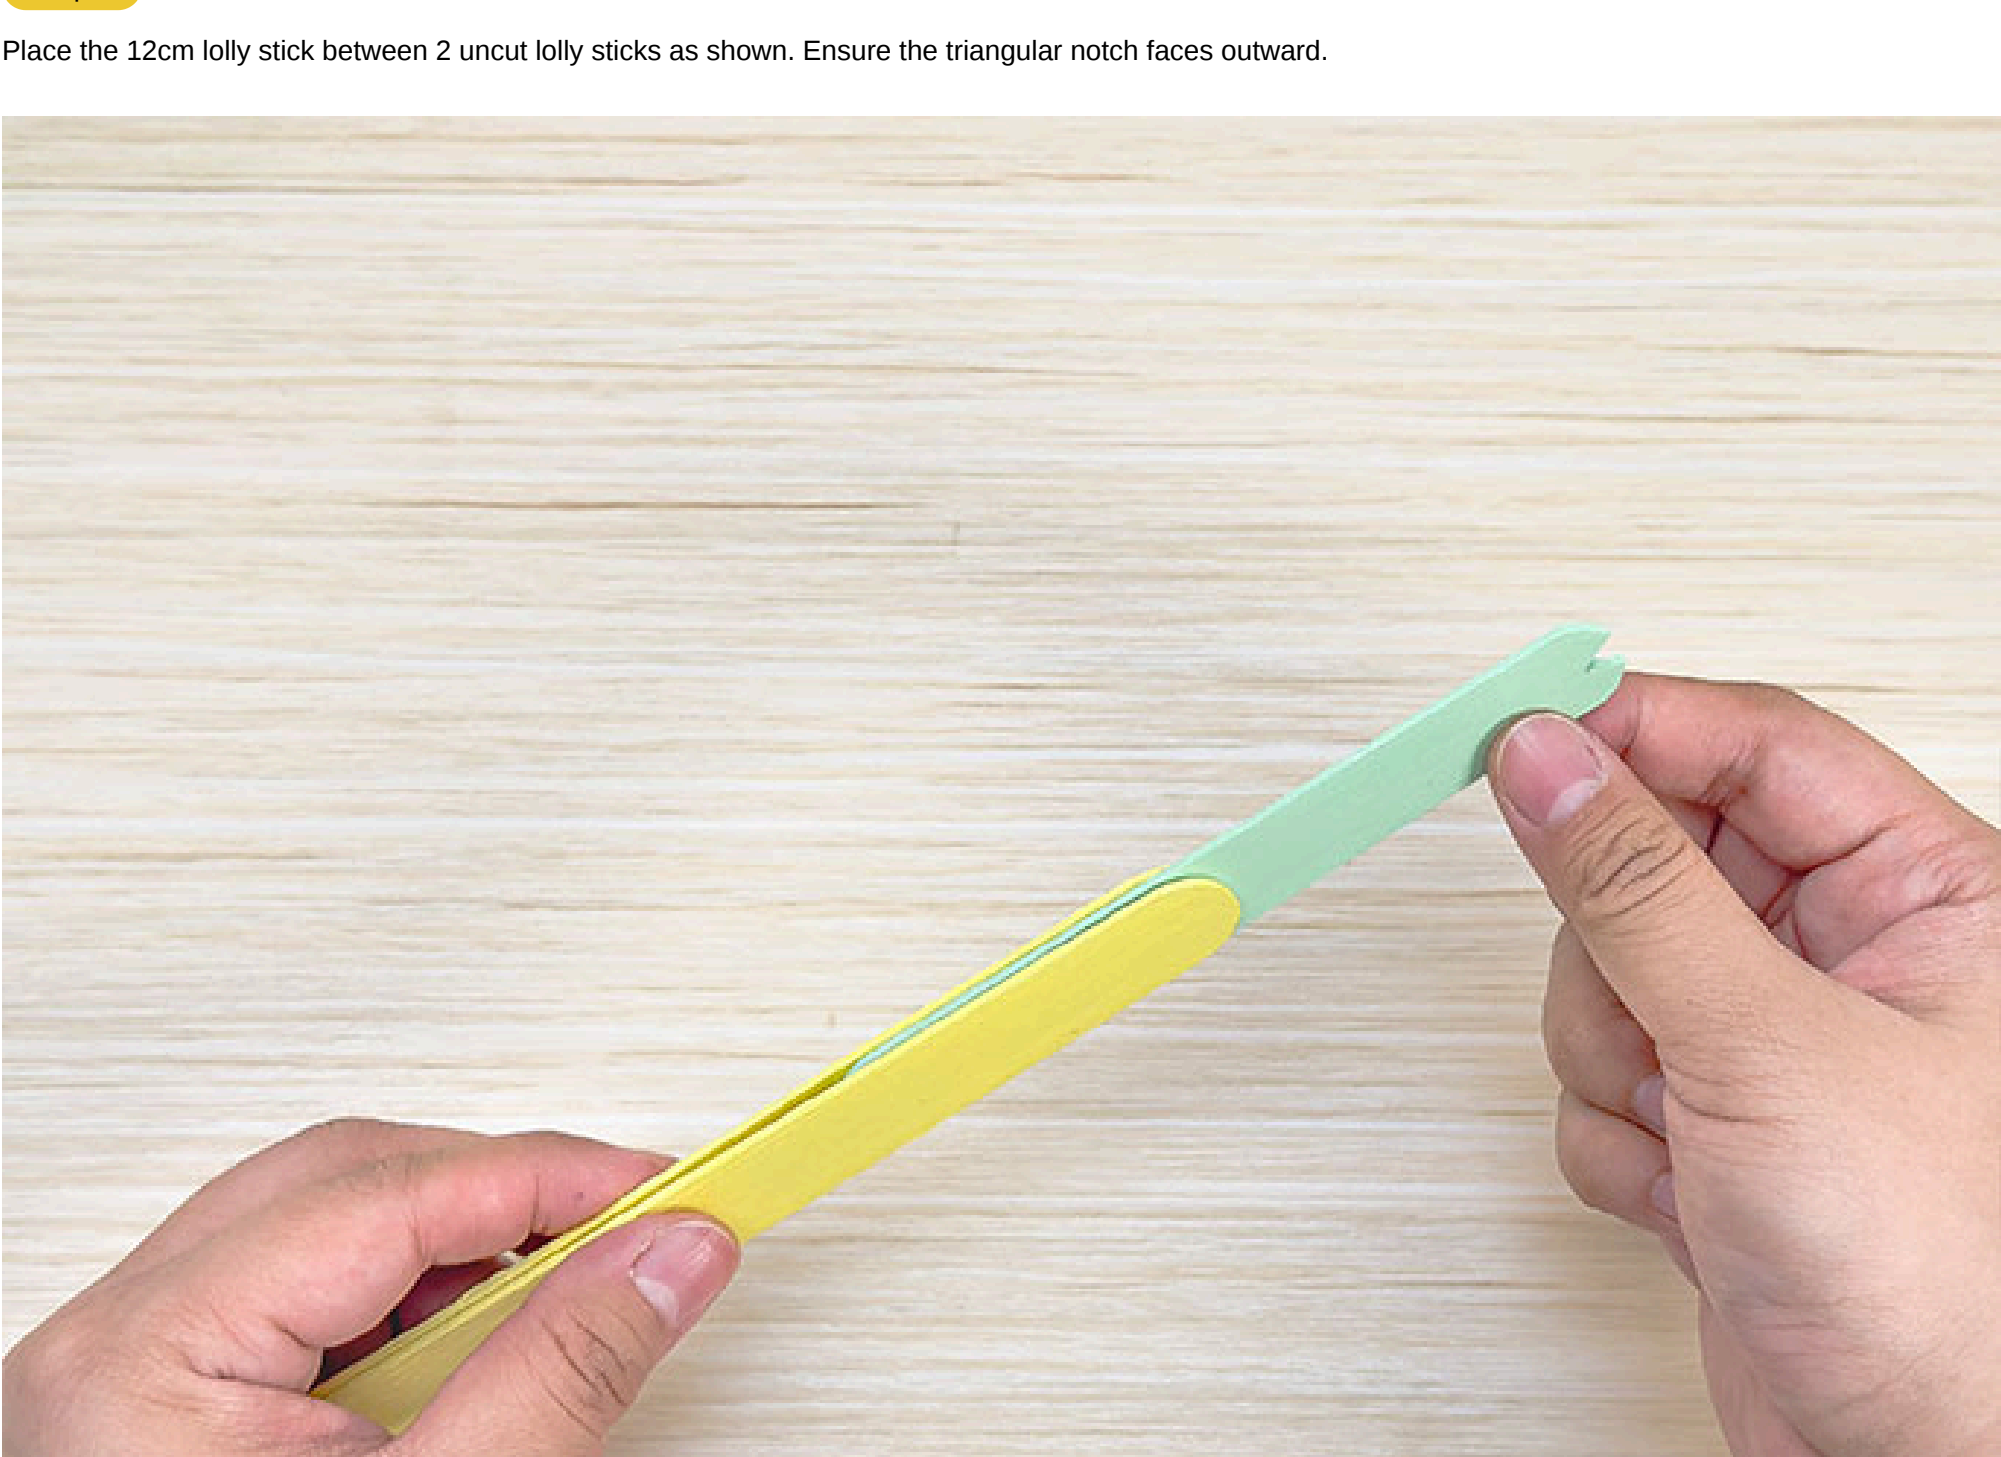 Place the 12cm lolly stick between 2 uncut lolly sticks as shown. Ensure the triangular notch faces outward.